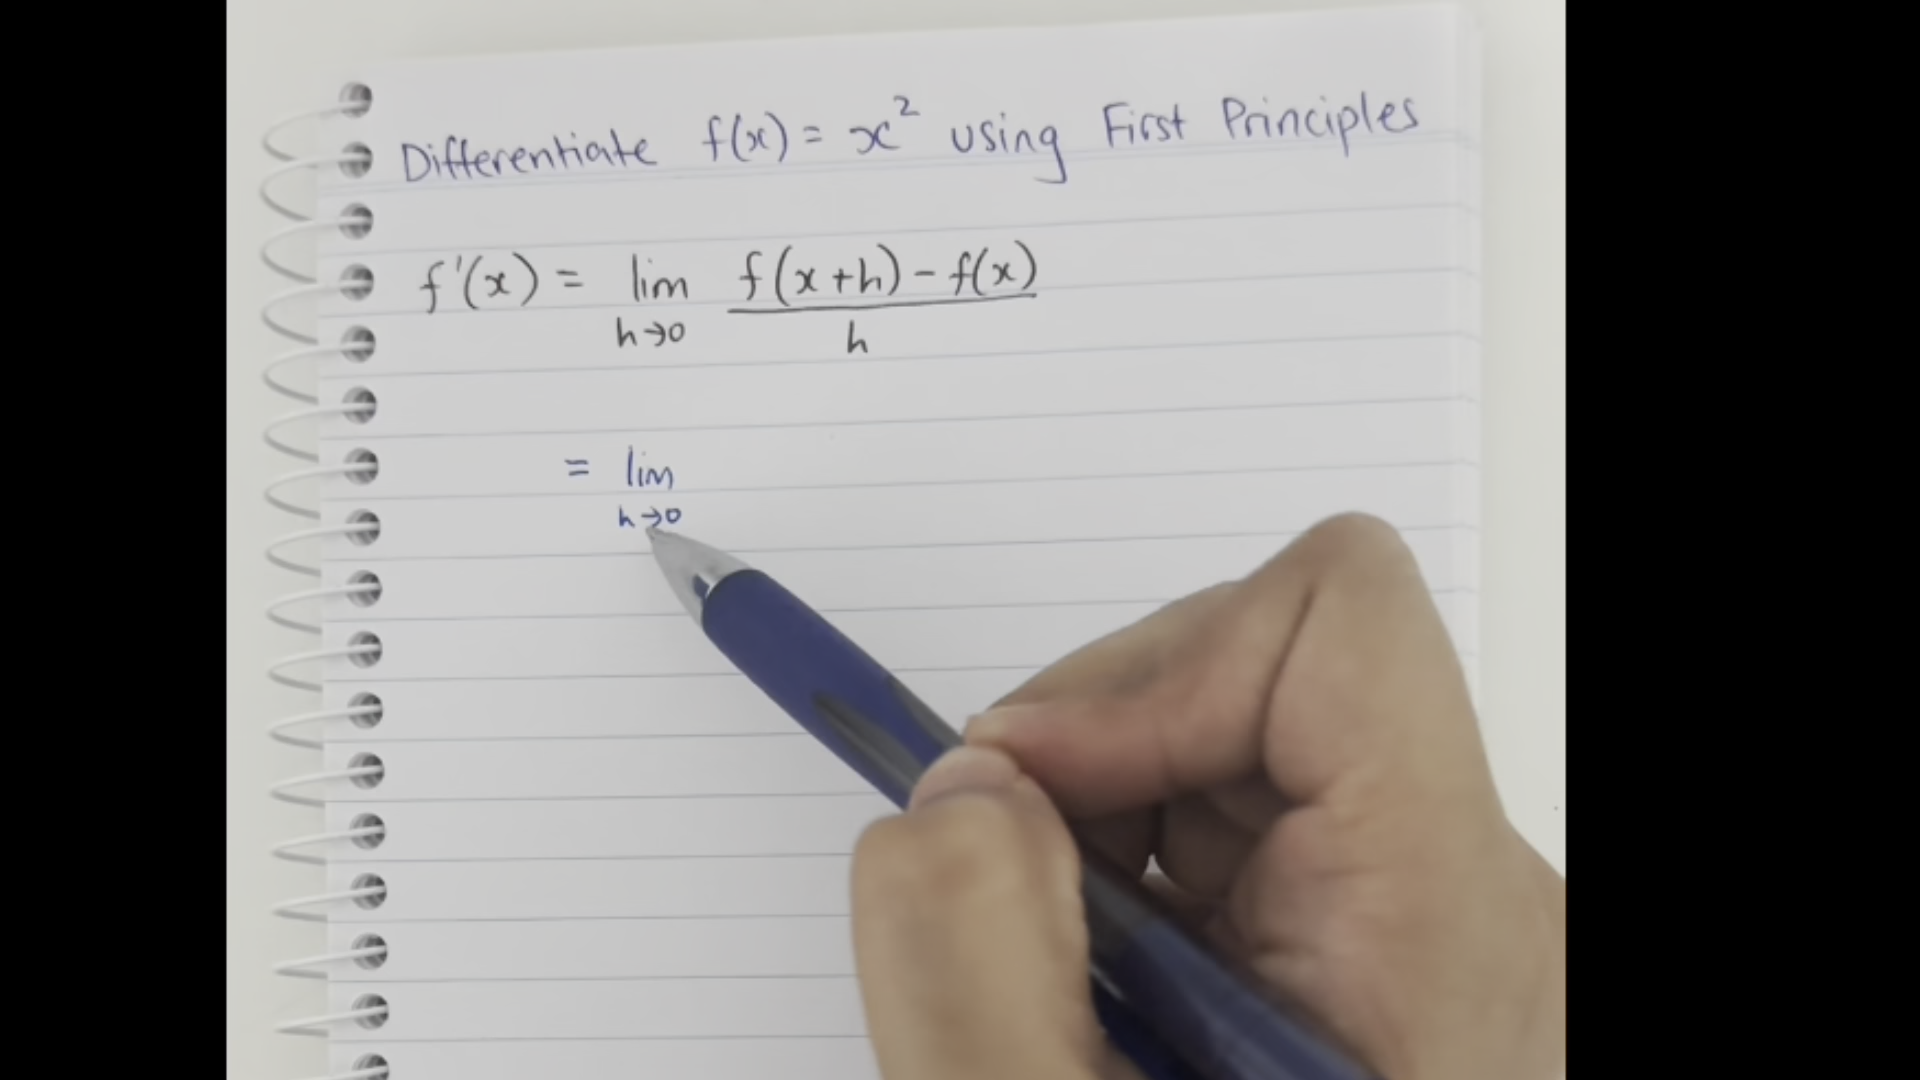 Differentiate f(x) = x² using First Principles
f'(x) = lim f(x+h) - f(x)
h→0 h
= lim
h→0